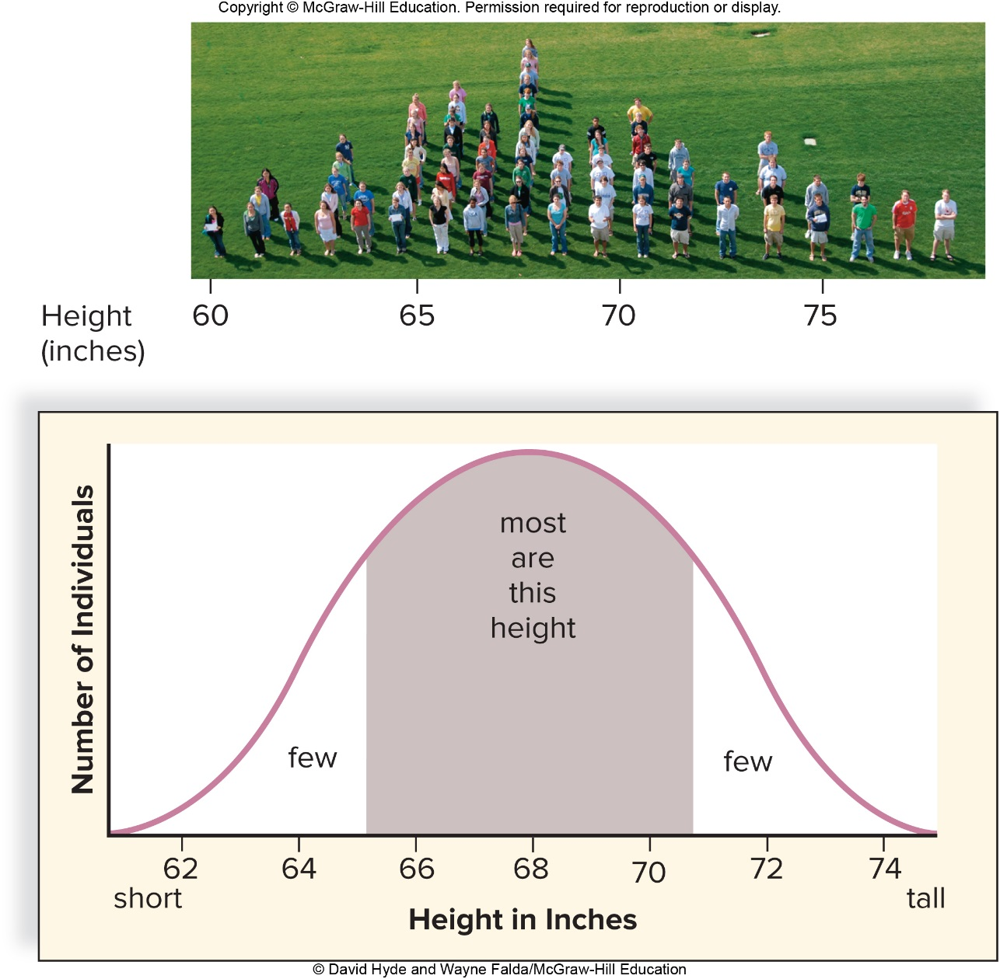 Copyright © McGraw-Hill Education. Permission required for reproduction or display.
Height
(inches)
60 65 70 75
Number of Individuals
most
are
this
height
few few
62 64 66 68 70 72 74
short tall
Height in Inches
© David Hyde and Wayne Falda/McGraw-Hill Education